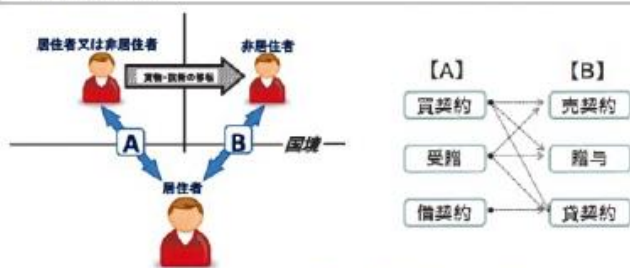 居住者又は非居住者
非居住者
貨物・技術の移転
A
B
国境
居住者
【A】
【B】
買契約
売契約
受贈
贈与
借契約
貸契約